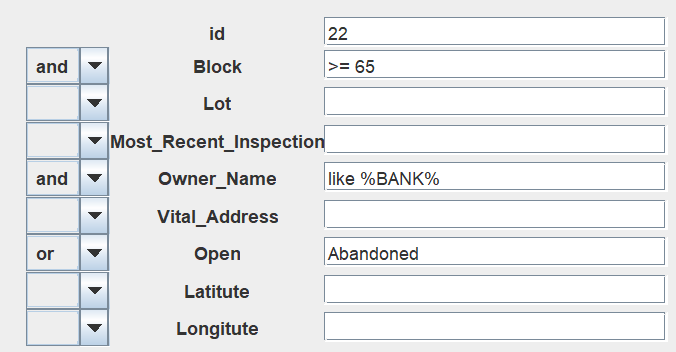 id 22
and Block >= 65
Lot
Most_Recent_Inspection
and Owner_Name like %BANK%
Vital_Address
or Open Abandoned
Latitute
Longitute